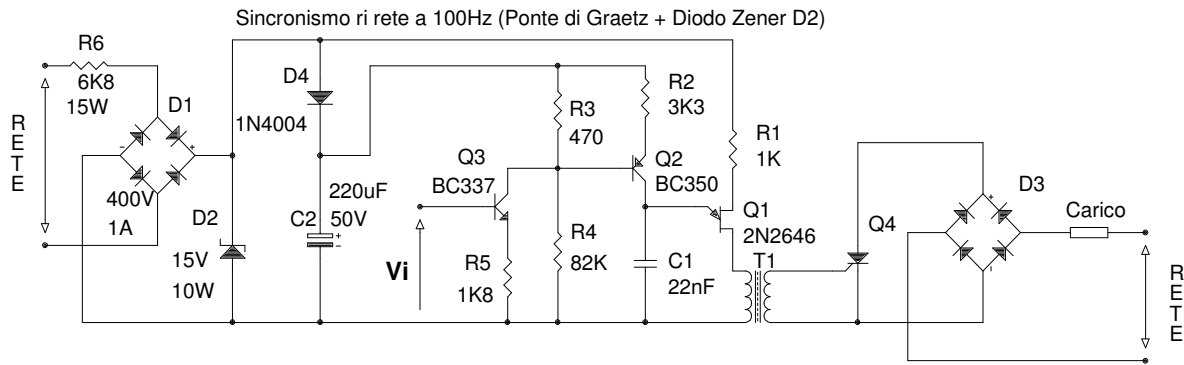 Sincronismo ri rete a 100Hz (Ponte di Graetz + Diodo Zener D2)
R6
6K8
15W
RETE
D1
-
+
400V
1A
D2
15V
10W
D4
1N4004
220uF
50V
C2
+
-
Vi
Q3
BC337
R5
1K8
R3
470
R4
82K
R2
3K3
Q2
BC350
C1
22nF
R1
1K
Q1
2N2646
T1
Q4
D3
+
-
Carico
RETE